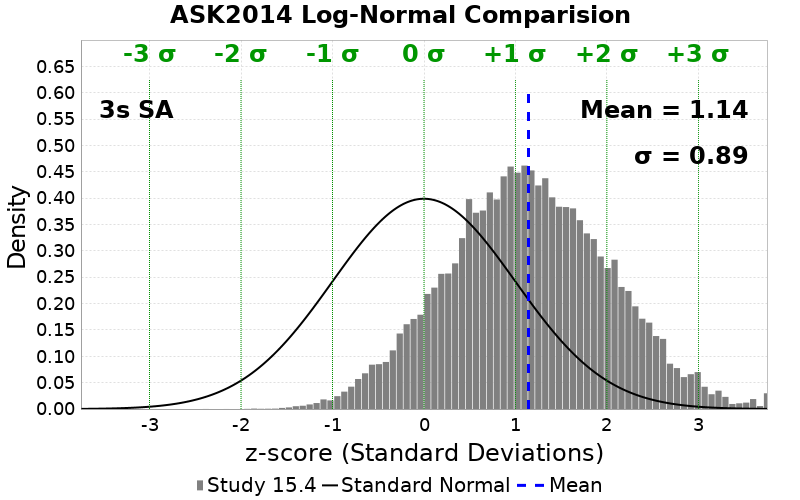 ASK2014 Log-Normal Comparision
-3 σ -2 σ -1 σ 0 σ +1 σ +2 σ +3 σ
3s SA
Mean = 1.14
σ = 0.89
Density
0.65
0.60
0.55
0.50
0.45
0.40
0.35
0.30
0.25
0.20
0.15
0.10
0.05
0.00
-3 -2 -1 0 1 2 3
z-score (Standard Deviations)
Study 15.4 Standard Normal Mean